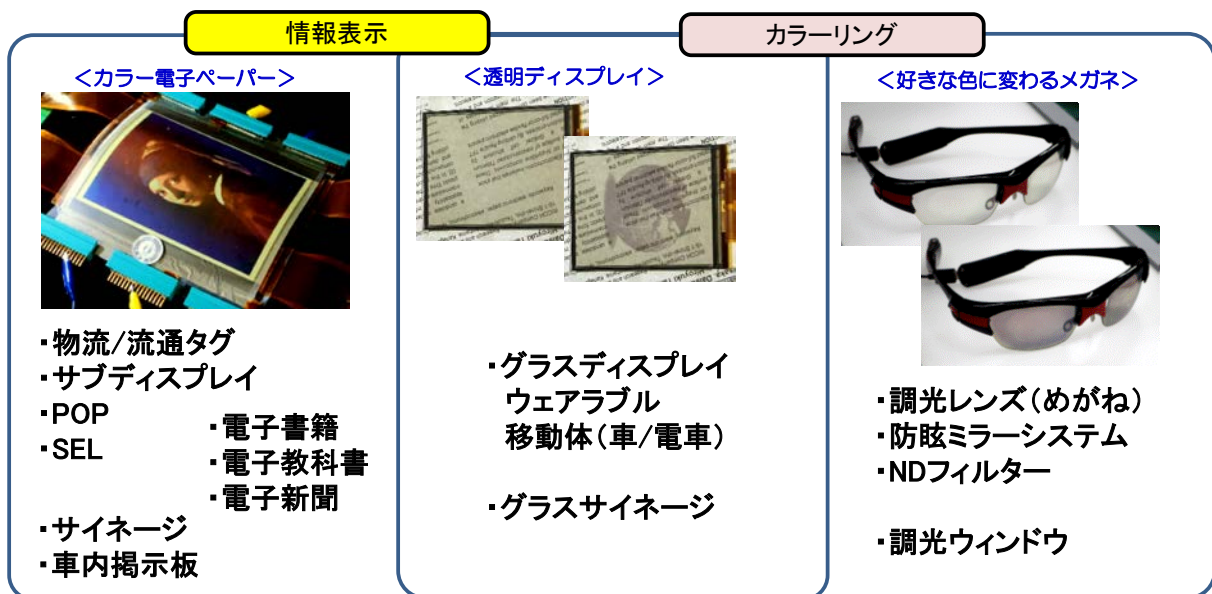 情報表示
カラーリング
＜カラー電子ペーパー＞
・物流/流通タグ
・サブディスプレイ
・POP
・SEL
・電子書籍
・電子教科書
・電子新聞
・サイネージ
・車内掲示板
＜透明ディスプレイ＞
・グラスディスプレイ
ウェアラブル
移動体（車/電車）
・グラスサイネージ
＜好きな色に変わるメガネ＞
・調光レンズ（めがね）
・防眩ミラーシステム
・NDフィルター
・調光ウィンドウ